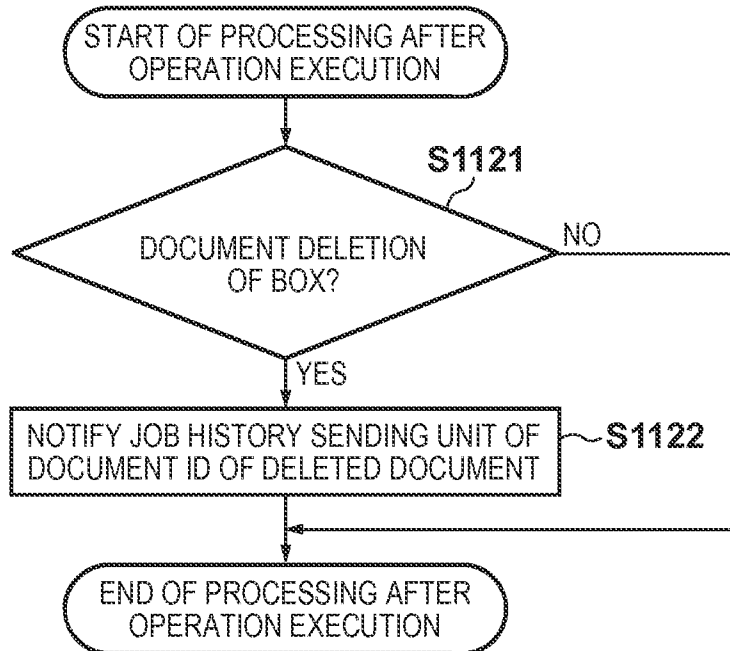 START OF PROCESSING AFTER
OPERATION EXECUTION
S1121
DOCUMENT DELETION
OF BOX?
NO
YES
NOTIFY JOB HISTORY SENDING UNIT OF
DOCUMENT ID OF DELETED DOCUMENT
S1122
END OF PROCESSING AFTER
OPERATION EXECUTION